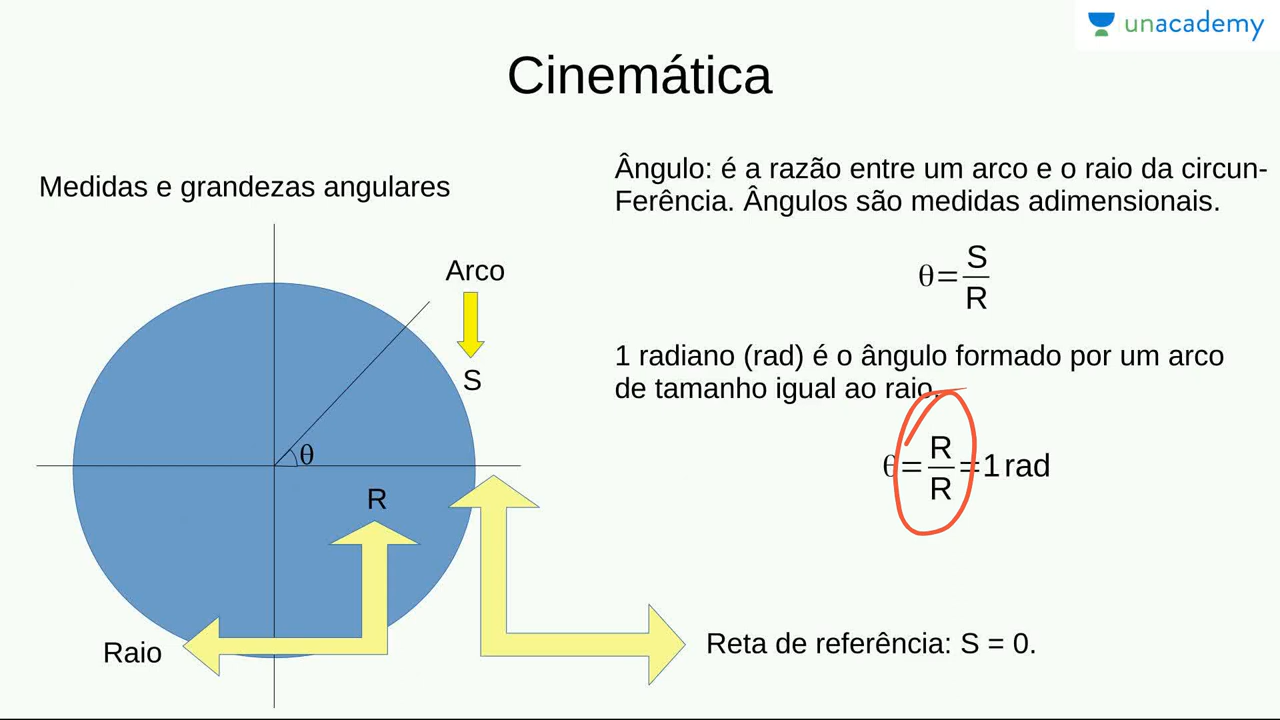 unacademy
Cinemática
Medidas e grandezas angulares
Ângulo: é a razão entre um arco e o raio da circun-
Ferência. Ângulos são medidas adimensionais.
θ=S/R
Arco
S
1 radiano (rad) é o ângulo formado por um arco
de tamanho igual ao raio.
θ=R/R=1 rad
θ
R
Raio
Reta de referência: S = 0.